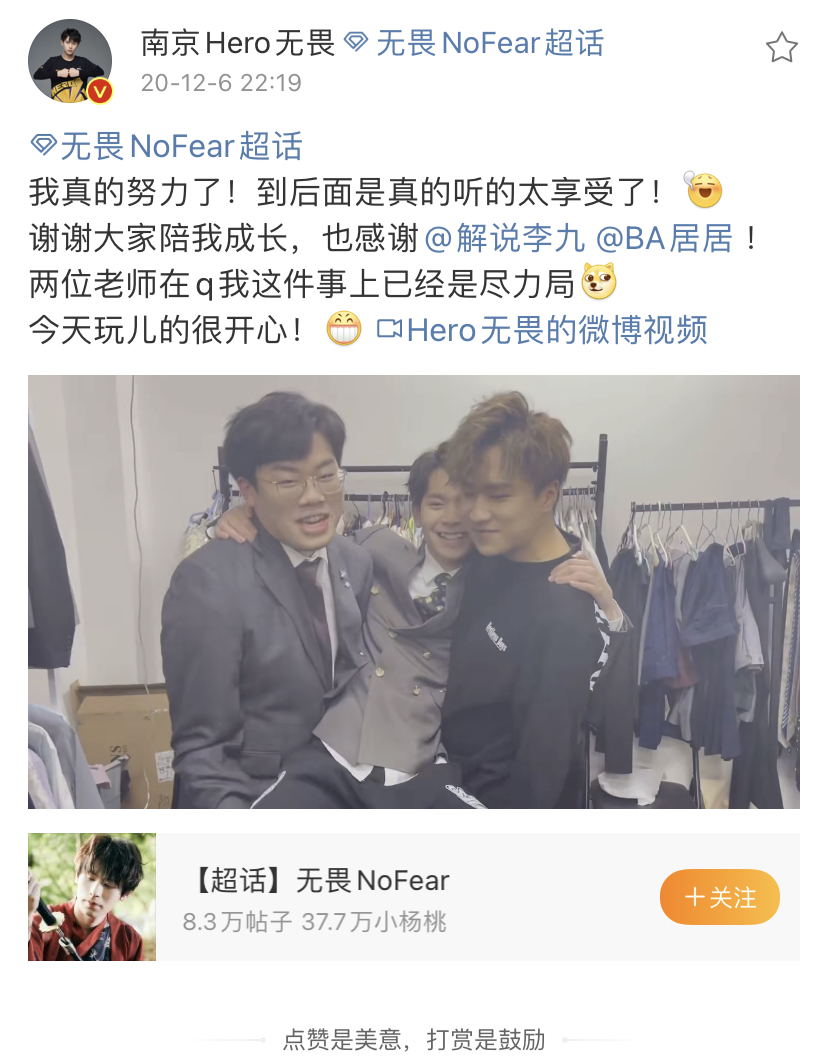 南京Hero无畏 无畏NoFear超话
20-12-6 22:19
无畏NoFear超话
我真的努力了！到后面是真的听的太享受了！
谢谢大家陪我成长，也感谢@解说李九 @BA居居 ！
两位老师在q我这件事上已经是尽力局
今天玩儿的很开心！ Hero无畏的微博视频
【超话】无畏NoFear
8.3万帖子 37.7万小杨桃
＋关注
点赞是美意，打赏是鼓励